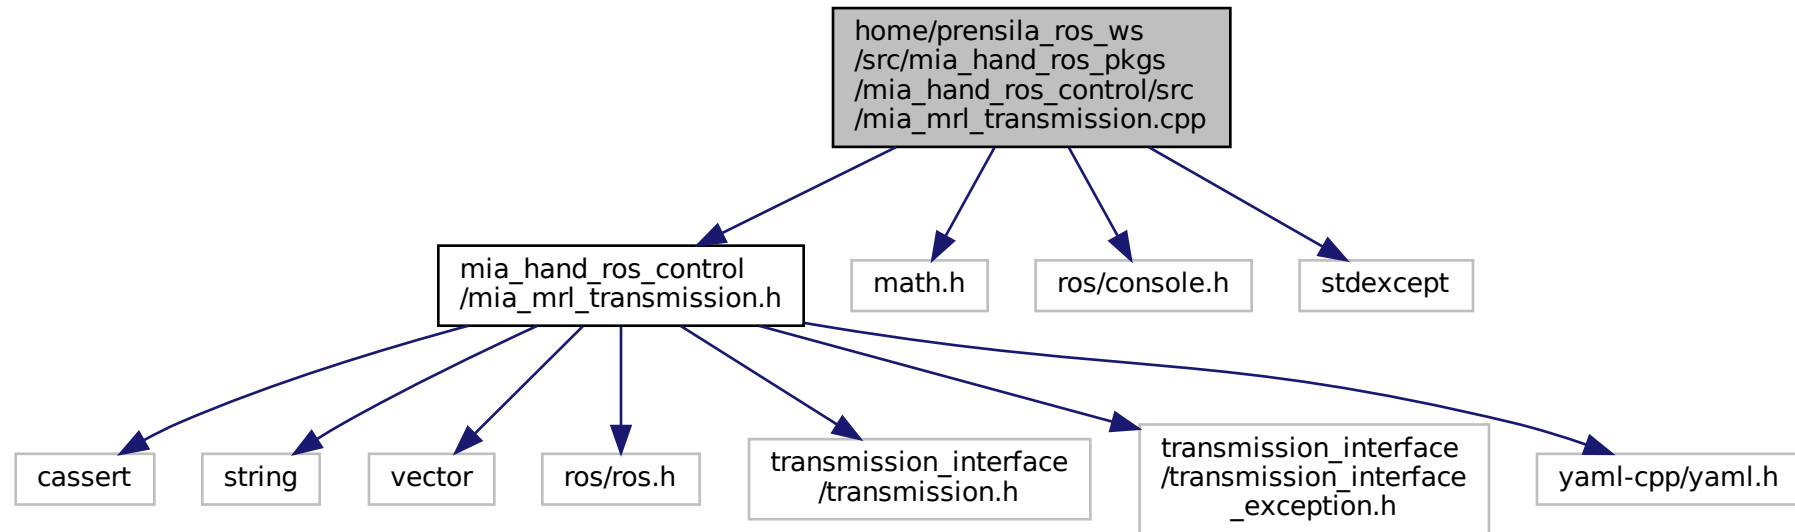 home/prensila_ros_ws
/src/mia_hand_ros_pkgs
/mia_hand_ros_control/src
/mia_mrl_transmission.cpp
mia_hand_ros_control
/mia_mrl_transmission.h
math.h
ros/console.h
stdexcept
cassert
string
vector
ros/ros.h
transmission_interface
/transmission.h
transmission_interface
/transmission_interface
_exception.h
yaml-cpp/yaml.h